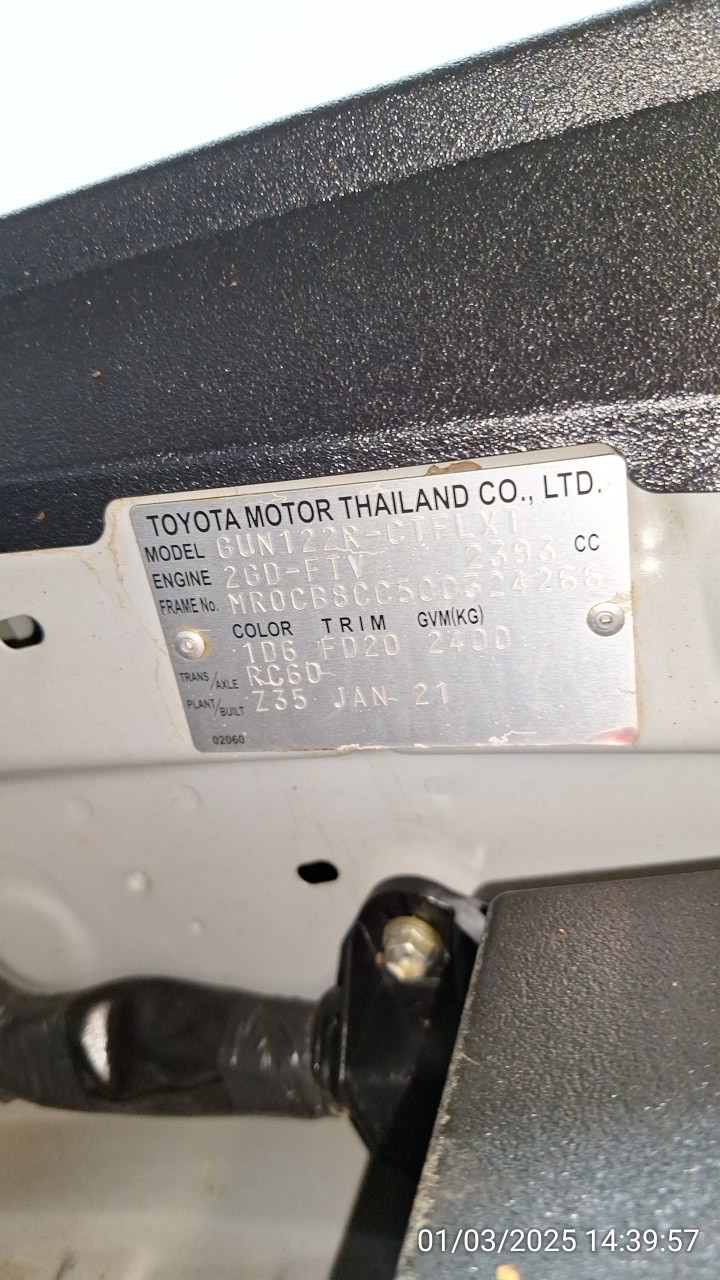 TOYOTA MOTOR THAILAND CO., LTD.
MODEL GUN122R-CTFLXT
ENGINE 2GD-FTV 2393 CC
FRAME No. MR0CB8CC500324266
COLOR TRIM GVM(KG)
1D6 FD20 2400
TRANS/AXLE RC60
PLANT/BUILT Z35 JAN 21
02060
01/03/2025 14:39:57